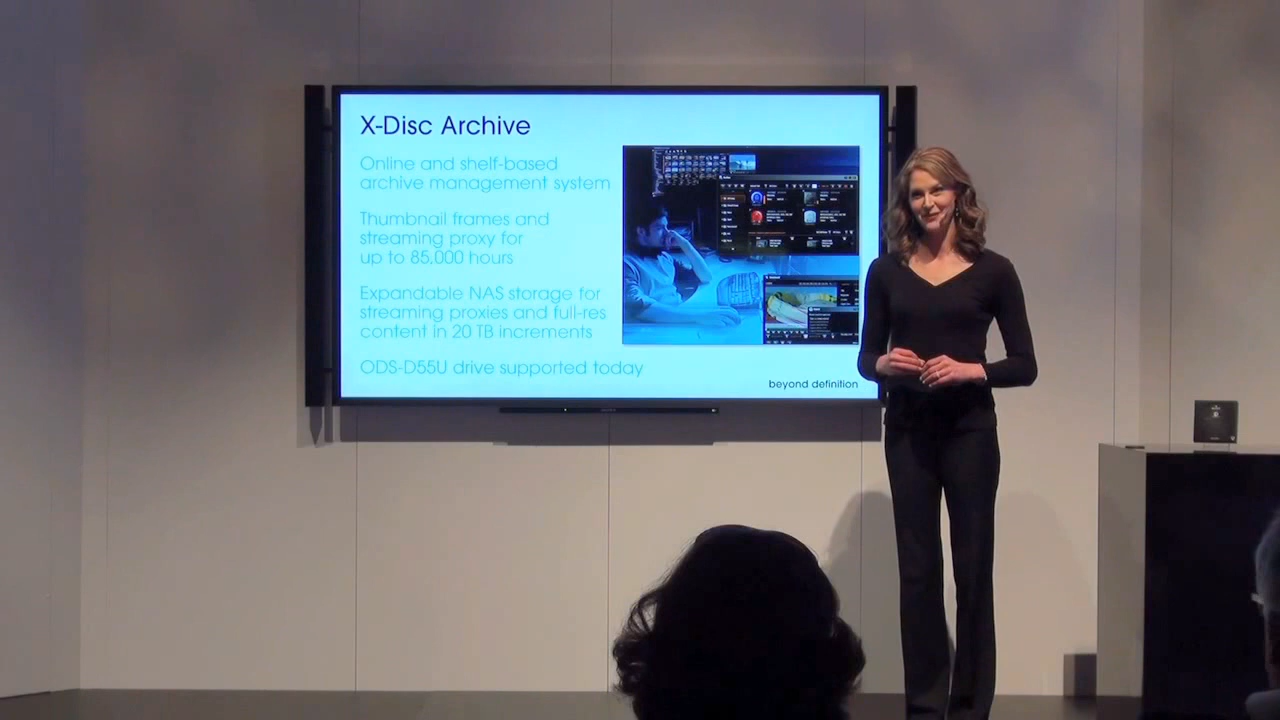 X-Disc Archive
Online and shelf-based
archive management system
Thumbnail frames and
streaming proxy for
up to 85,000 hours
Expandable NAS storage for
streaming proxies and full-res
content in 20 TB increments
ODS-D55U drive supported today
beyond definition
SONY